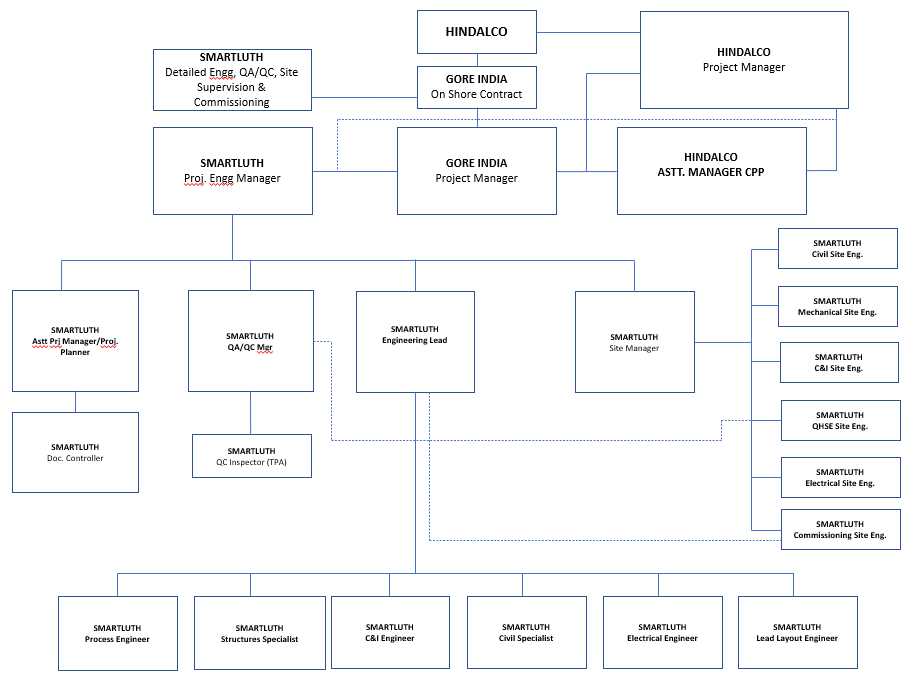 HINDALCO
HINDALCO
Project Manager
SMARTLUTH
Detailed Engg, QA/QC, Site
Supervision &
Commissioning
GORE INDIA
On Shore Contract
SMARTLUTH
Proj. Engg Manager
GORE INDIA
Project Manager
HINDALCO
ASTT. MANAGER CPP
SMARTLUTH
Civil Site Eng.
SMARTLUTH
Mechanical Site Eng.
SMARTLUTH
C&I Site Eng.
SMARTLUTH
QHSE Site Eng.
SMARTLUTH
Electrical Site Eng.
SMARTLUTH
Commissioning Site Eng.
SMARTLUTH
Astt Prj Manager/Proj.
Planner
SMARTLUTH
QA/QC Mgr
SMARTLUTH
Engineering Lead
SMARTLUTH
Site Manager
SMARTLUTH
Doc. Controller
SMARTLUTH
QC Inspector (TPA)
SMARTLUTH
Process Engineer
SMARTLUTH
Structures Specialist
SMARTLUTH
C&I Engineer
SMARTLUTH
Civil Specialist
SMARTLUTH
Electrical Engineer
SMARTLUTH
Lead Layout Engineer